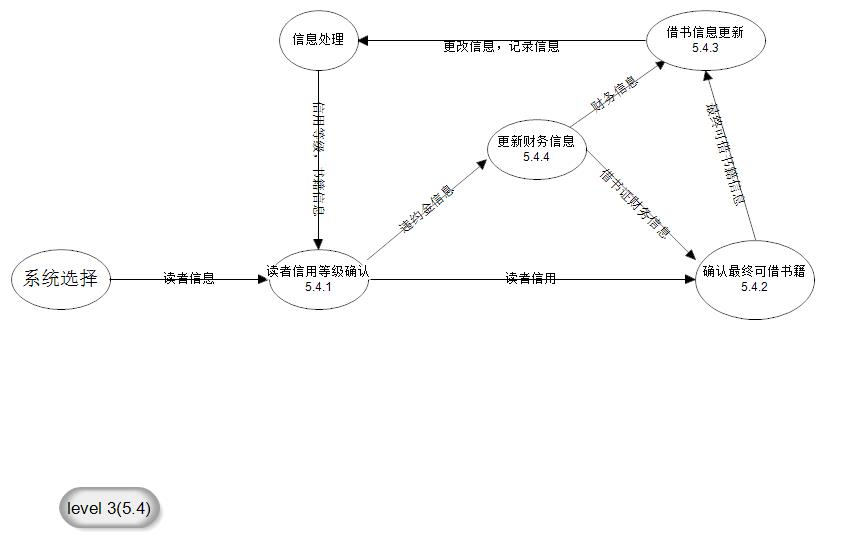 信息处理
借书信息更新
5.4.3
更改信息，记录信息
财务信息
更新财务信息
5.4.4
信用等级，书籍信息
最终可借书籍信息
违约金信息
借书证财务信息
系统选择
读者信息
读者信用等级确认
5.4.1
读者信用
确认最终可借书籍
5.4.2
level 3(5.4)